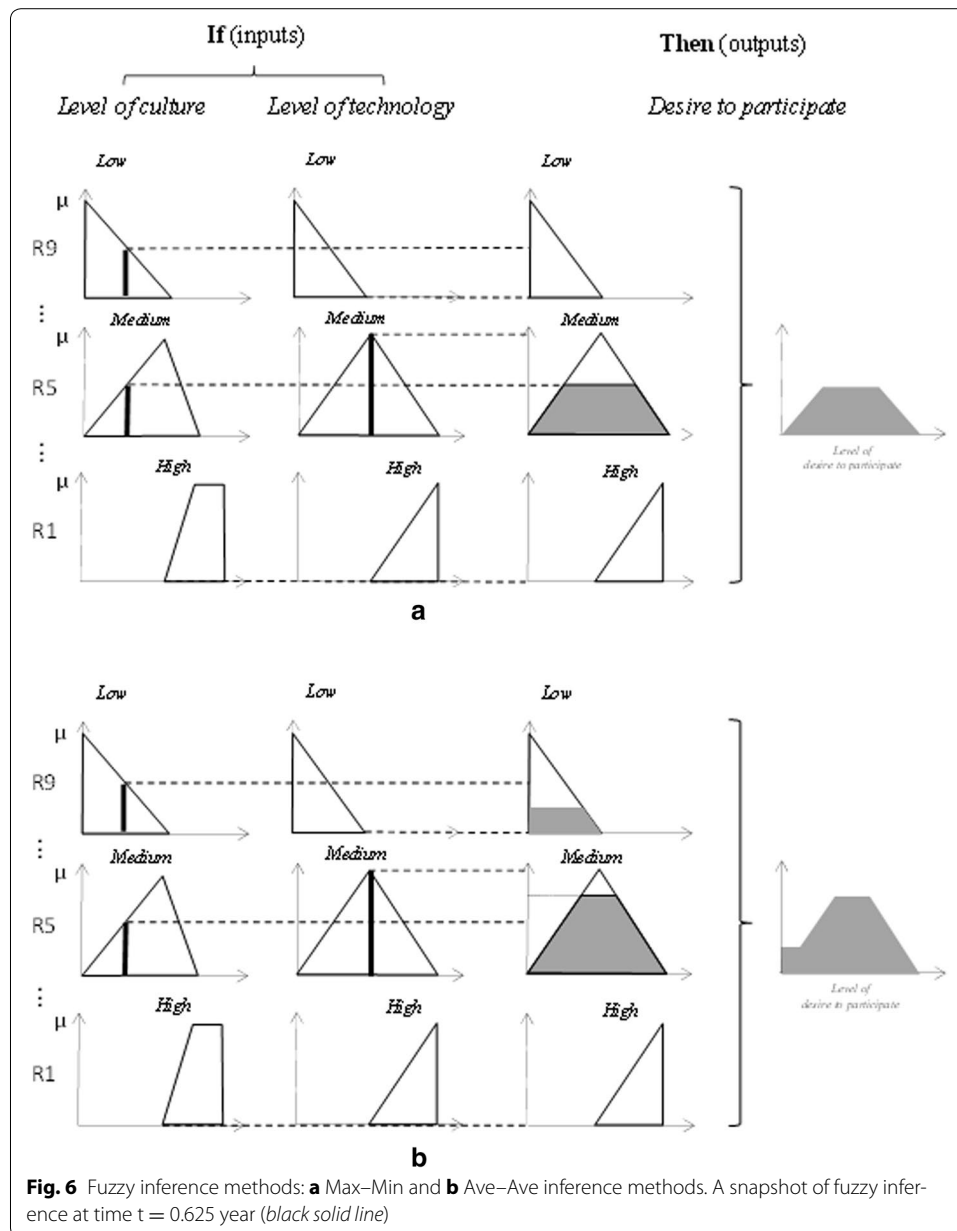 If (inputs)
Then (outputs)
Level of culture
Level of technology
Desire to participate
Low
Low
Low
μ
R9
⋮
Medium
Medium
Medium
μ
R5
⋮
High
High
High
μ
R1
Level of
desire to participate
a
Low
Low
Low
μ
R9
⋮
Medium
Medium
Medium
μ
R5
⋮
High
High
High
μ
R1
Level of
desire to participate
b
Fig. 6 Fuzzy inference methods: a Max–Min and b Ave–Ave inference methods. A snapshot of fuzzy infer-
ence at time t = 0.625 year (black solid line)